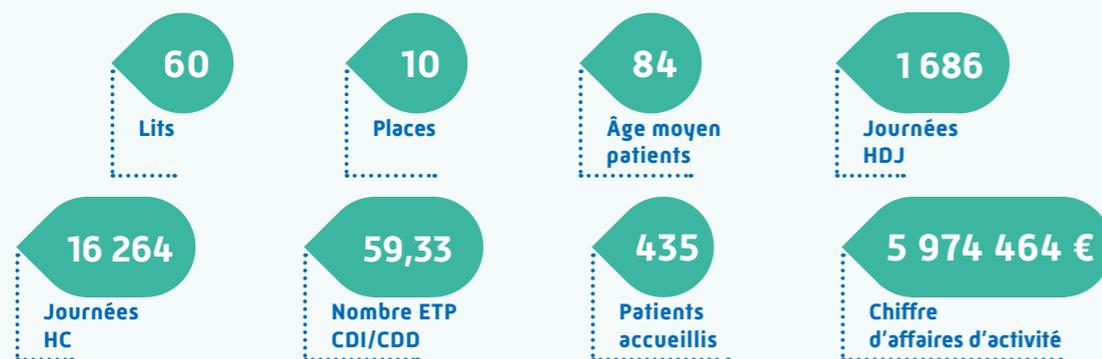 60
Lits
10
Places
84
Âge moyen
patients
1 686
Journées
HDJ
16 264
Journées
HC
59,33
Nombre ETP
CDI/CDD
435
Patients
accueillis
5 974 464 €
Chiffre
d'affaires d'activité